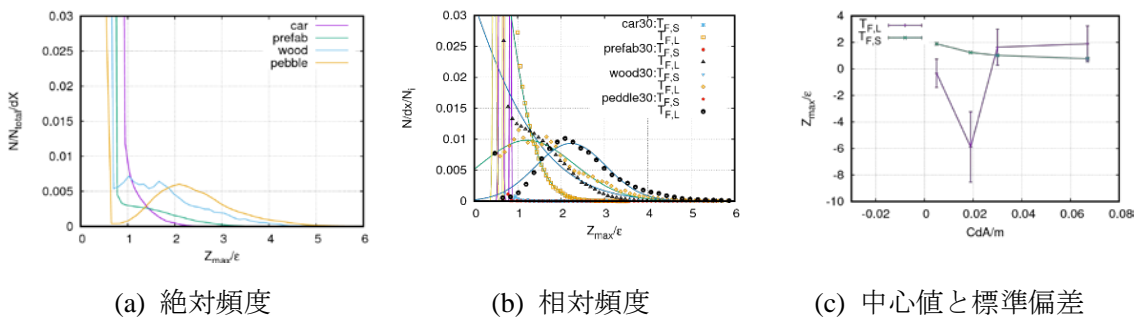 0.03
0.025
0.02
0.015
0.01
0.005
0
N/N_total/dX
car
prefab
wood
pebble
0 1 2 3 4 5 6
Z_max/ε
(a) 絶対頻度
0.03
0.025
0.02
0.015
0.01
0.005
0
N/dx/N_i
car30:T_F,S
T_F,L
prefab30:T_F,S
T_F,L
wood30:T_F,S
T_F,L
peddle30:T_F,S
T_F,L
0 1 2 3 4 5 6
Z_max/ε
(b) 相対頻度
4
2
0
-2
-4
-6
-8
-10
Z_max/ε
T_F,L
T_F,S
-0.02 0 0.02 0.04 0.06 0.08
CdA/m
(c) 中心値と標準偏差